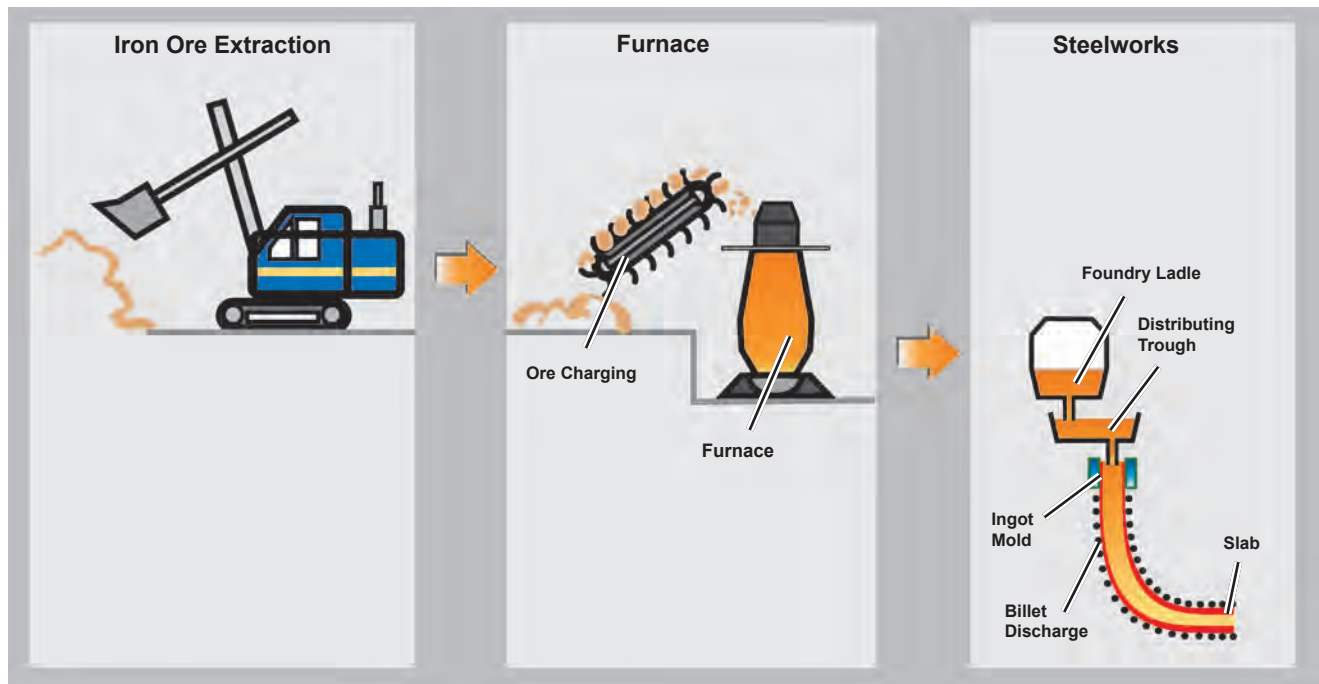 Iron Ore Extraction
Furnace
Steelworks
Ore Charging
Furnace
Foundry Ladle
Distributing
Trough
Ingot
Mold
Slab
Billet
Discharge